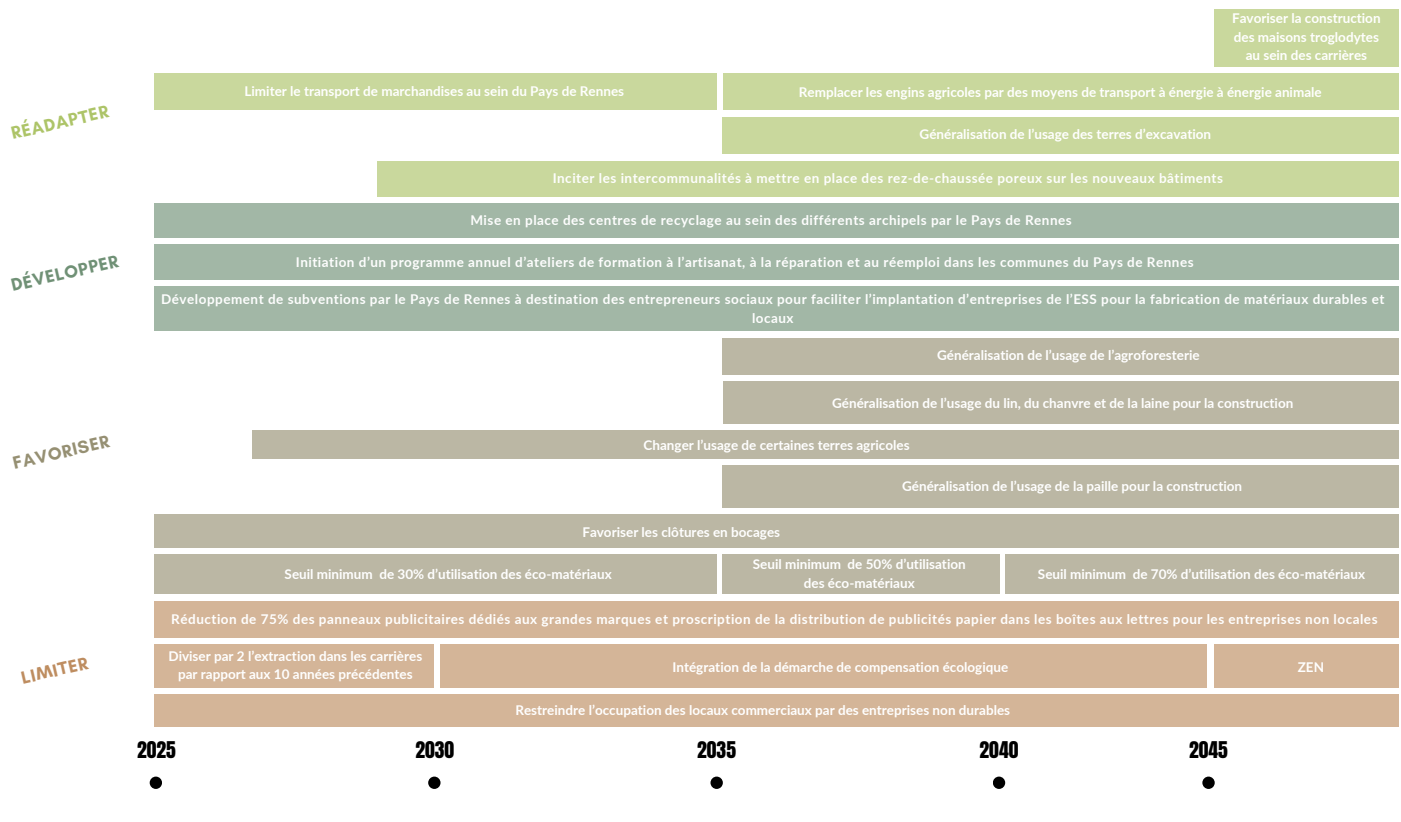 Favoriser la construction
des maisons troglodytes
au sein des carrières
Limiter le transport de marchandises au sein du Pays de Rennes
Remplacer les engins agricoles par des moyens de transport à énergie à énergie animale
RÉADAPTER
Généralisation de l’usage des terres d’excavation
Inciter les intercommunalités à mettre en place des rez-de-chaussée poreux sur les nouveaux bâtiments
Mise en place des centres de recyclage au sein des différents archipels par le Pays de Rennes
DÉVELOPPER
Initiation d’un programme annuel d’ateliers de formation à l’artisanat, à la réparation et au réemploi dans les communes du Pays de Rennes
Développement de subventions par le Pays de Rennes à destination des entrepreneurs sociaux pour faciliter l’implantation d’entreprises de l’ESS pour la fabrication de matériaux durables et
locaux
Généralisation de l’usage de l’agroforesterie
Généralisation de l’usage du lin, du chanvre et de la laine pour la construction
FAVORISER
Changer l’usage de certaines terres agricoles
Généralisation de l’usage de la paille pour la construction
Favoriser les clôtures en bocages
Seuil minimum  de 30% d’utilisation des éco-matériaux
Seuil minimum  de 50% d’utilisation
des éco-matériaux
Seuil minimum  de 70% d’utilisation des éco-matériaux
Réduction de 75% des panneaux publicitaires dédiés aux grandes marques et proscription de la distribution de publicités papier dans les boîtes aux lettres pour les entreprises non locales
LIMITER
Diviser par 2 l’extraction dans les carrières
par rapport aux 10 années précédentes
Intégration de la démarche de compensation écologique
ZEN
Restreindre l’occupation des locaux commerciaux par des entreprises non durables
2025 2030 2035 2040 2045